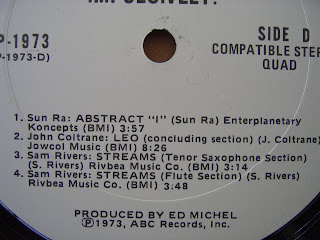 IMPULSIVELY!
P-1973
P-1973-D)
SIDE D
COMPATIBLE STER
QUAD
1. Sun Ra: ABSTRACT "I" (Sun Ra) Enterplanetary
Koncepts (BMI) 3:57
2. John Coltrane: LEO (concluding section) (J. Coltrane)
Jowcol Music (BMI) 8:26
3. Sam Rivers: STREAMS (Tenor Saxophone Section)
(S. Rivers) Rivbea Music Co. (BMI) 3:14
4. Sam Rivers: STREAMS (Flute Section) (S. Rivers)
Rivbea Music Co. (BMI) 3:48
PRODUCED BY ED MICHEL
Ⓟ1973, ABC Records, Inc.